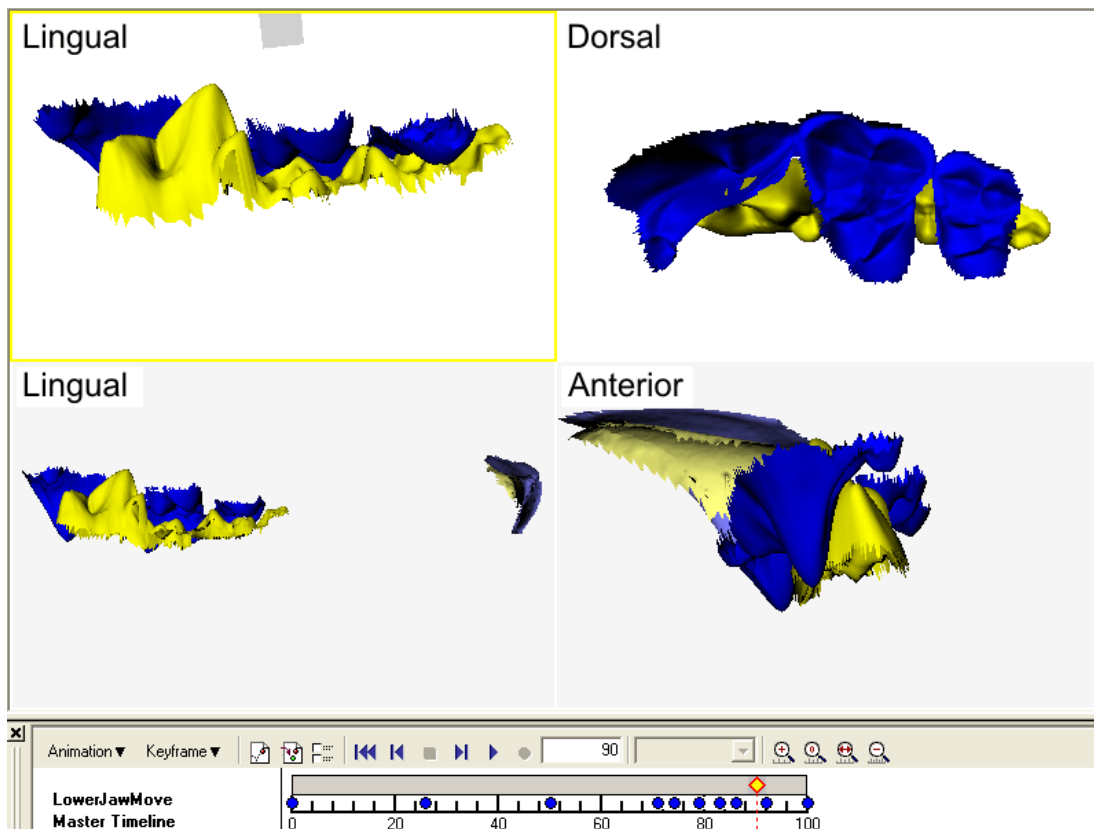 Lingual
Dorsal
Lingual
Anterior
Animation Keyframe 90
LowerJawMove
Master Timeline
0 20 40 60 80 100